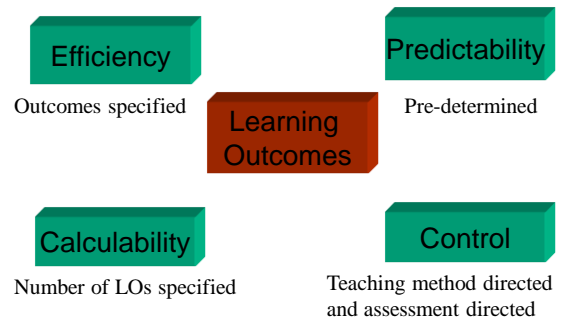 Efficiency
Outcomes specified
Predictability
Pre-determined
Learning
Outcomes
Calculability
Number of LOs specified
Control
Teaching method directed
and assessment directed